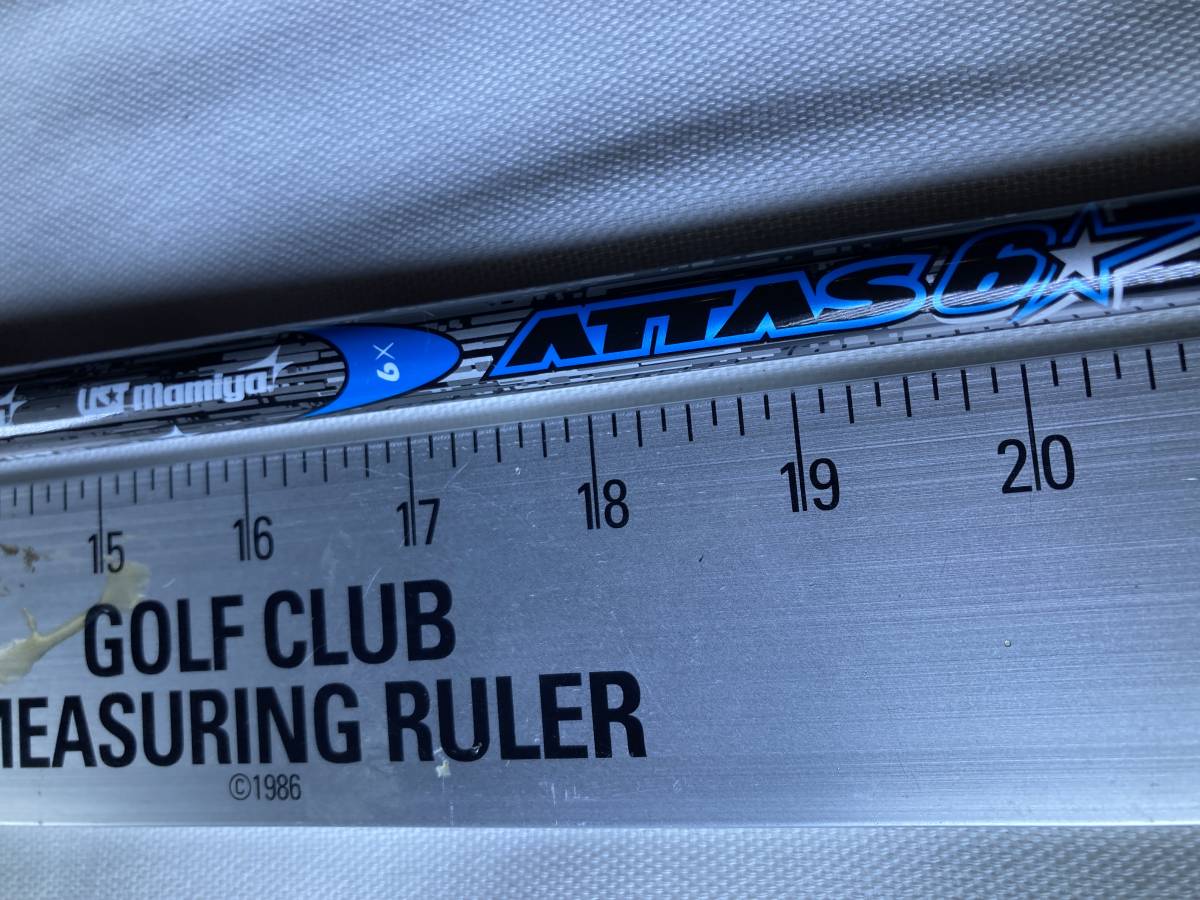 UST mamiya
6X
ATTAS 6☆
15 16 17 18 19 20
GOLF CLUB
MEASURING RULER
©1986